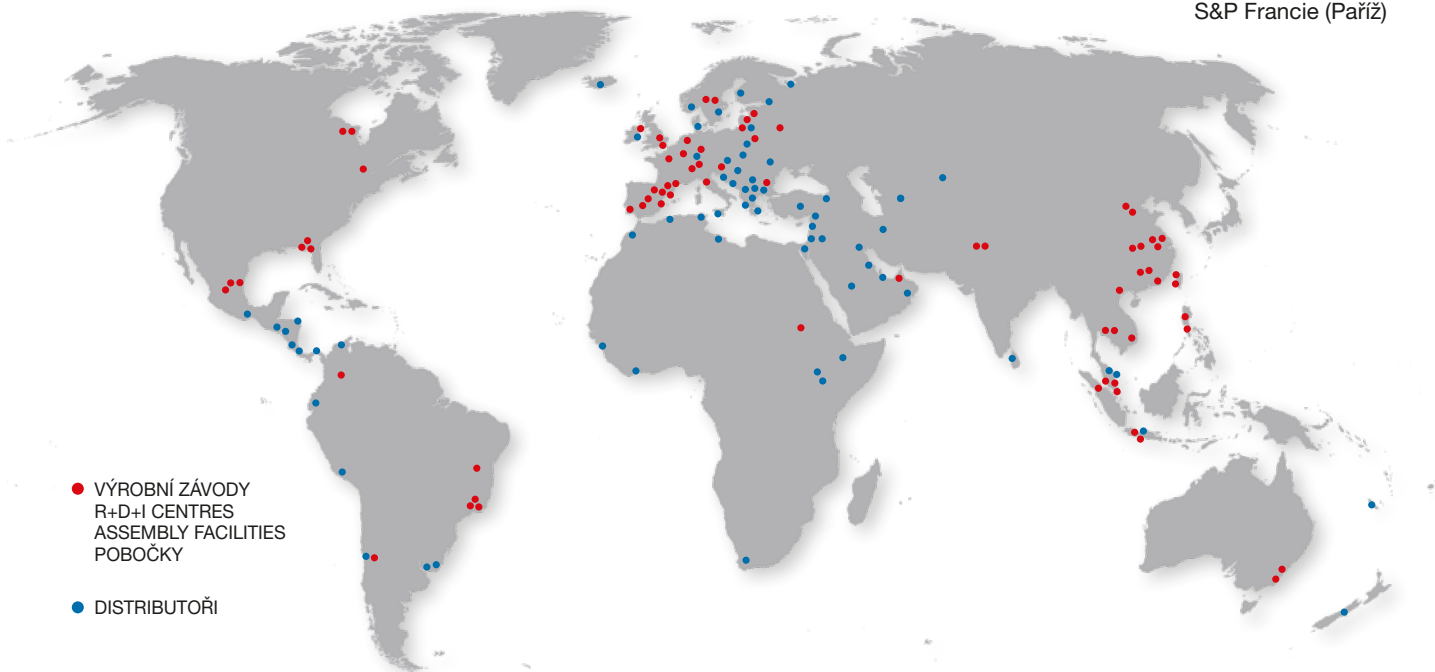 S&P Francie (Paříž)
VÝROBNÍ ZÁVODY
R+D+I CENTRES
ASSEMBLY FACILITIES
POBOČKY
DISTRIBUTOŘI